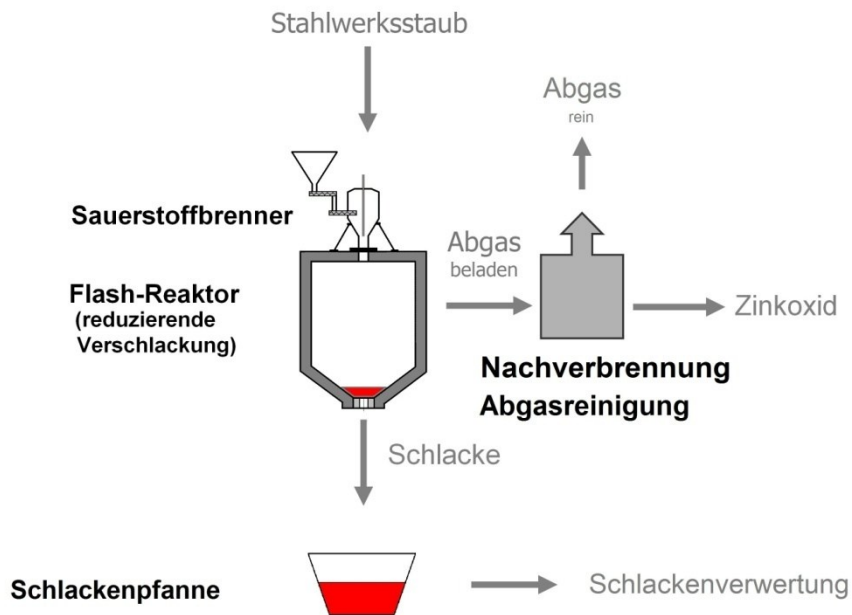 Stahlwerksstaub
Abgas
rein
Sauerstoffbrenner
Abgas
beladen
Flash-Reaktor
(reduzierende
Verschlackung)
Zinkoxid
Nachverbrennung
Abgasreinigung
Schlacke
Schlackenpfanne
Schlackenverwertung